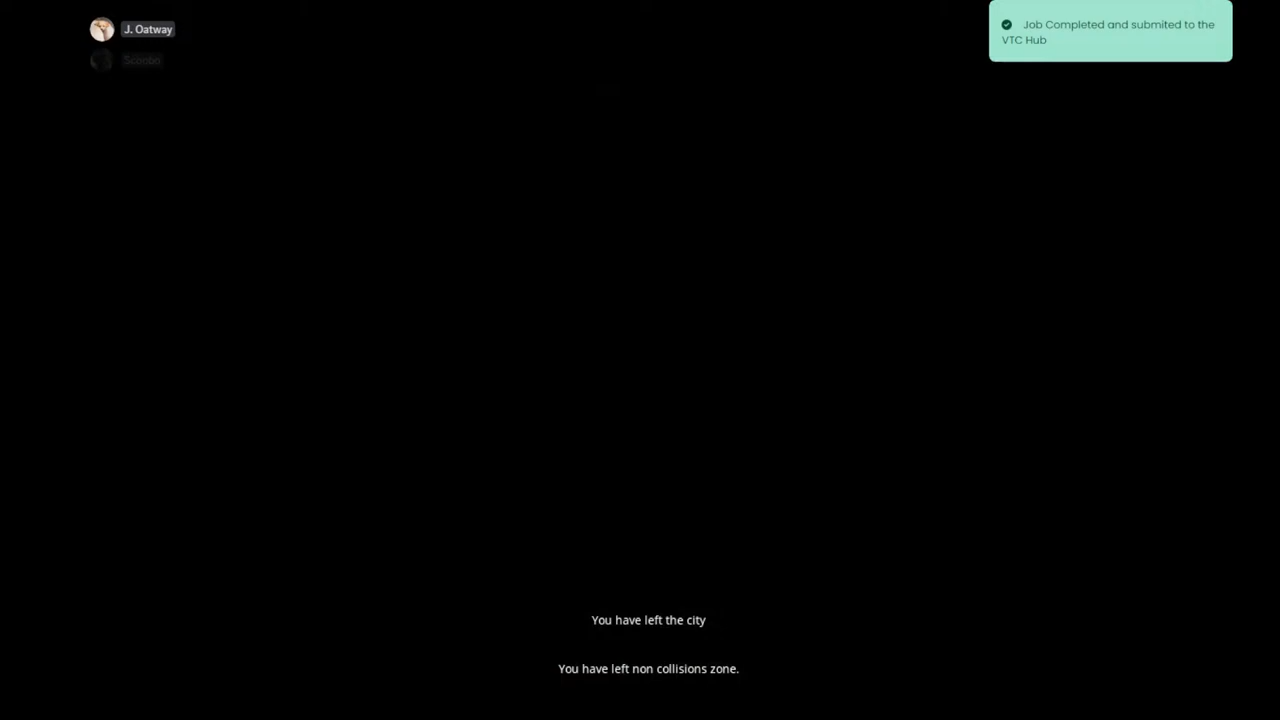 J. Oatway
Job Completed and submited to the
VTC Hub
You have left the city
You have left non collisions zone.